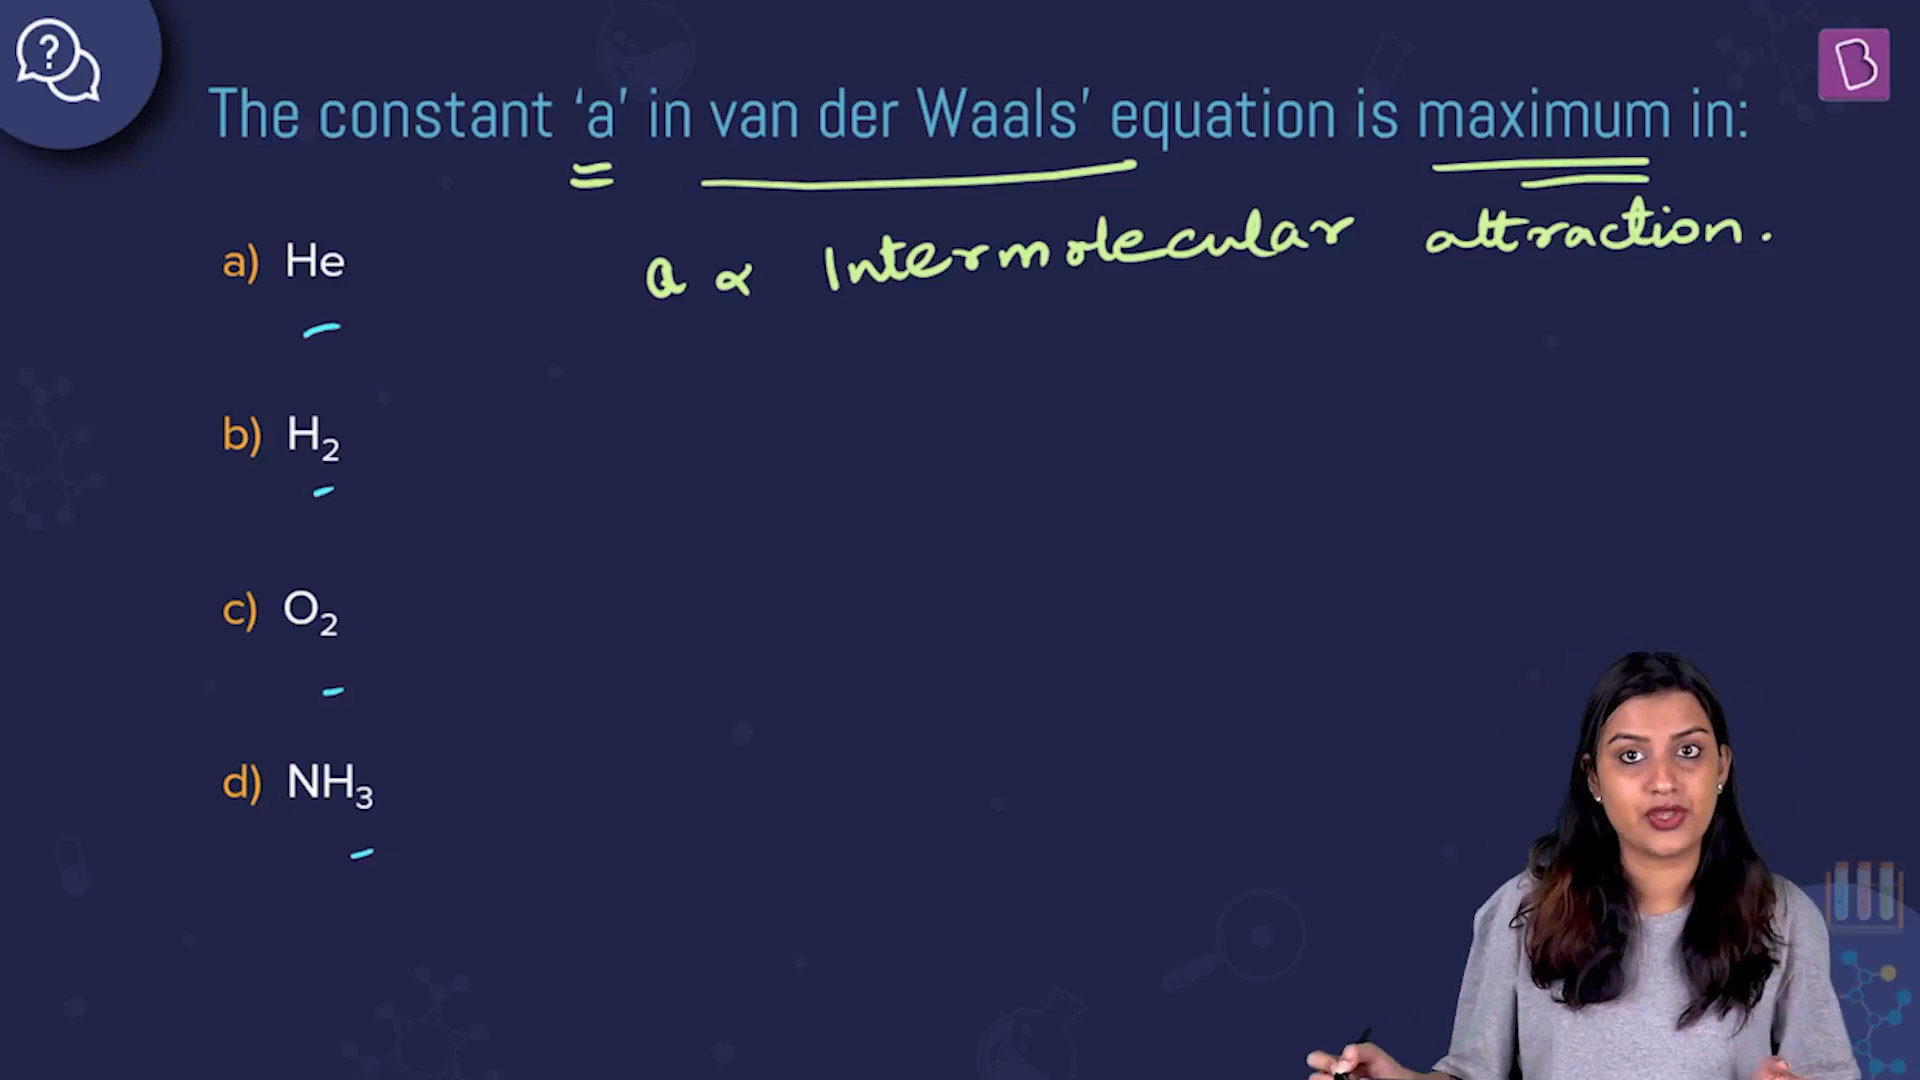 The constant ‘a’ in van der Waals’ equation is maximum in:
a ∝ Intermolecular attraction.
a) He
b) H₂
c) O₂
d) NH₃